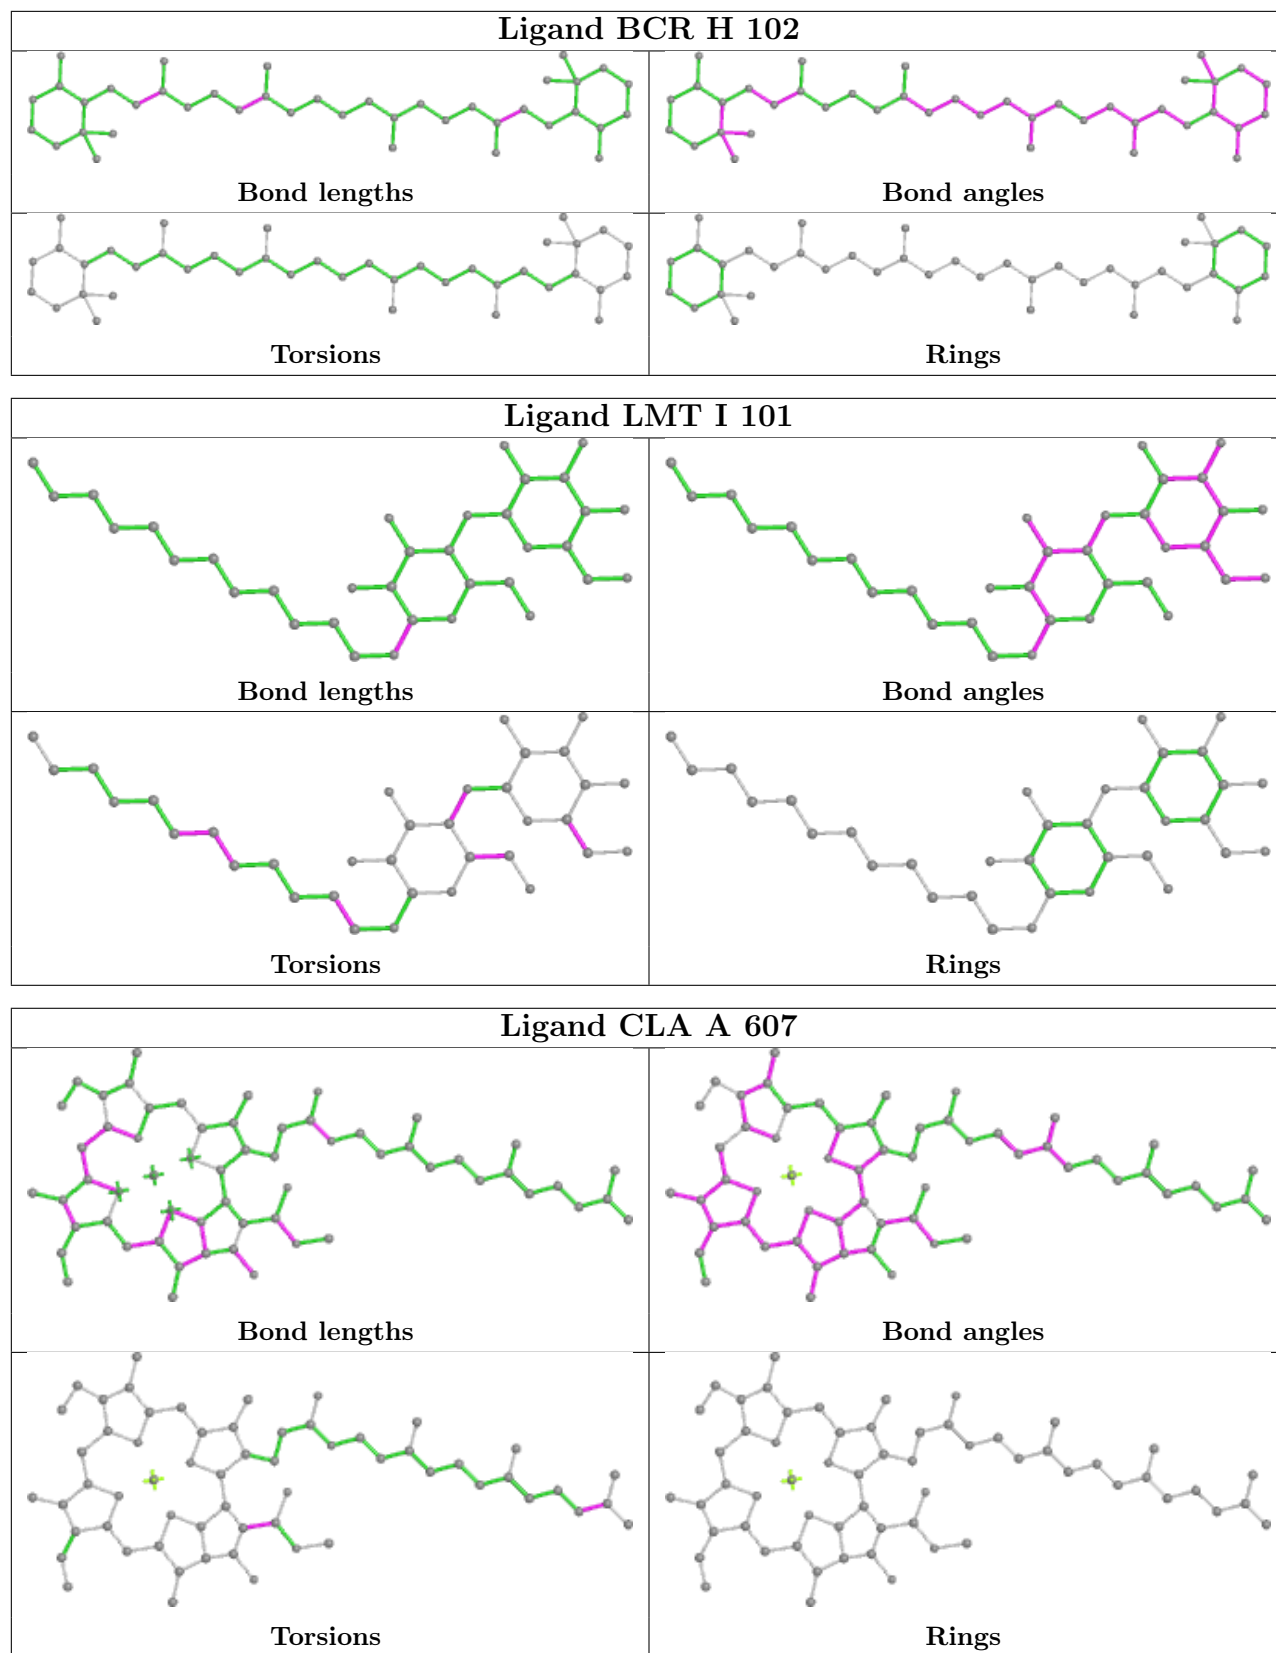 Ligand BCR H 102
Bond lengths
Bond angles
Torsions
Rings
Ligand LMT I 101
Bond lengths
Bond angles
Torsions
Rings
Ligand CLA A 607
Bond lengths
Bond angles
Torsions
Rings